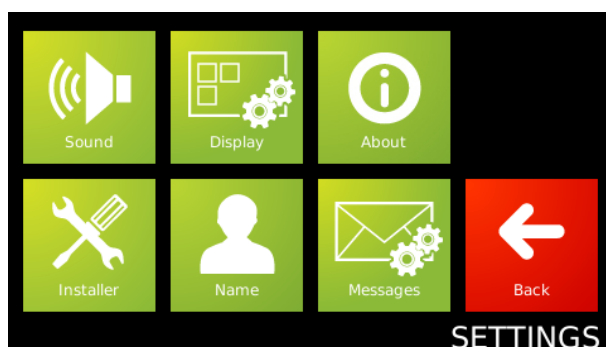 Sound
Display
About
Installer
Name
Messages
Back
SETTINGS